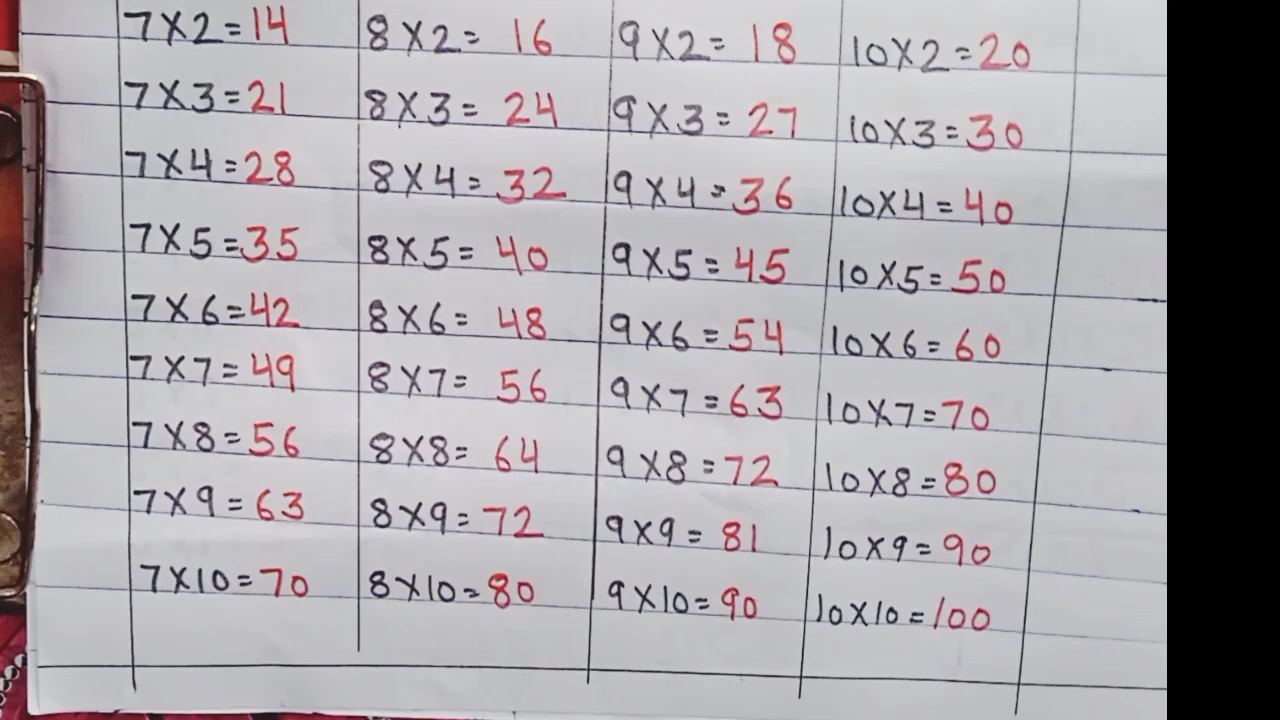 7X2=14 8X2=16 9X2=18 10X2=20
7X3=21 8X3=24 9X3=27 10X3=30
7X4=28 8X4=32 9X4=36 10X4=40
7X5=35 8X5=40 9X5=45 10X5=50
7X6=42 8X6=48 9X6=54 10X6=60
7X7=49 8X7=56 9X7=63 10X7=70
7X8=56 8X8=64 9X8=72 10X8=80
7X9=63 8X9=72 9X9=81 10X9=90
7X10=70 8X10=80 9X10=90 10X10=100